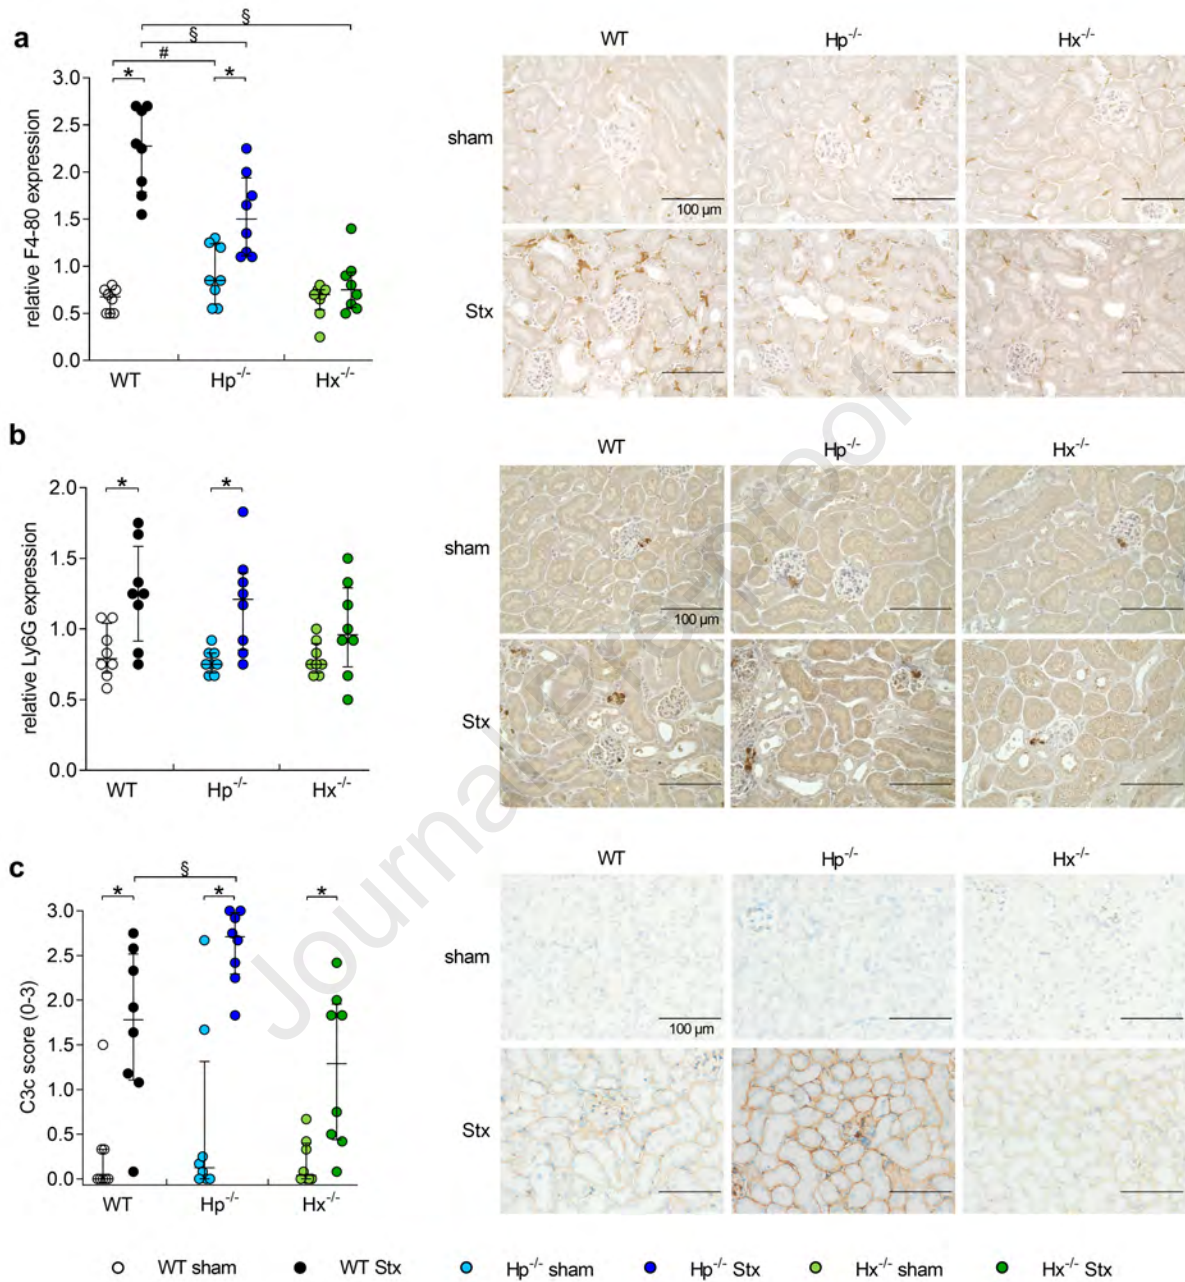 a
§
§
#
* *
relative F4-80 expression
3.0
2.5
2.0
1.5
1.0
0.5
0.0
WT Hp-/- Hx-/-
WT Hp-/- Hx-/-
sham
100 µm
Stx
b
* *
relative Ly6G expression
2.0
1.5
1.0
0.5
0.0
WT Hp-/- Hx-/-
WT Hp-/- Hx-/-
sham
100 µm
Stx
c
§
* * *
C3c score (0-3)
3.0
2.5
2.0
1.5
1.0
0.5
0.0
WT Hp-/- Hx-/-
WT Hp-/- Hx-/-
sham
100 µm
Stx
Journal Pre-proof
WT sham WT Stx Hp-/- sham Hp-/- Stx Hx-/- sham Hx-/- Stx